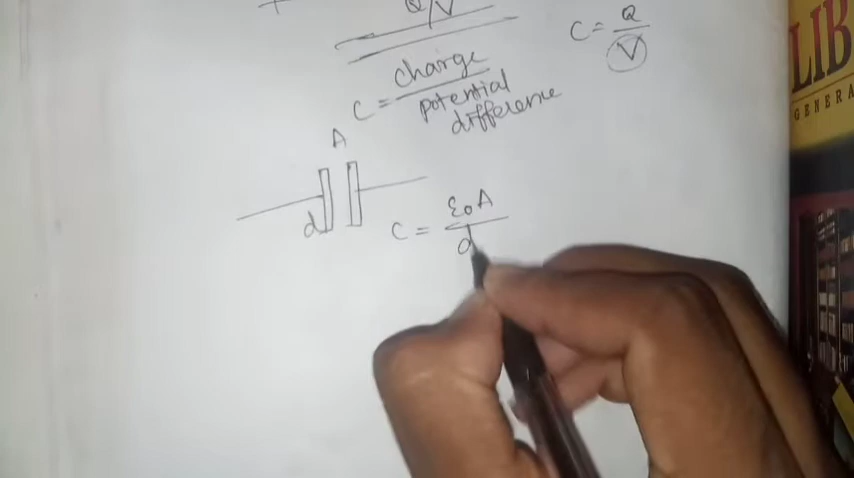 Q/V
C = Q/V
C = charge/potential difference
A
d
C = ε₀A/d
LIB
GENERA